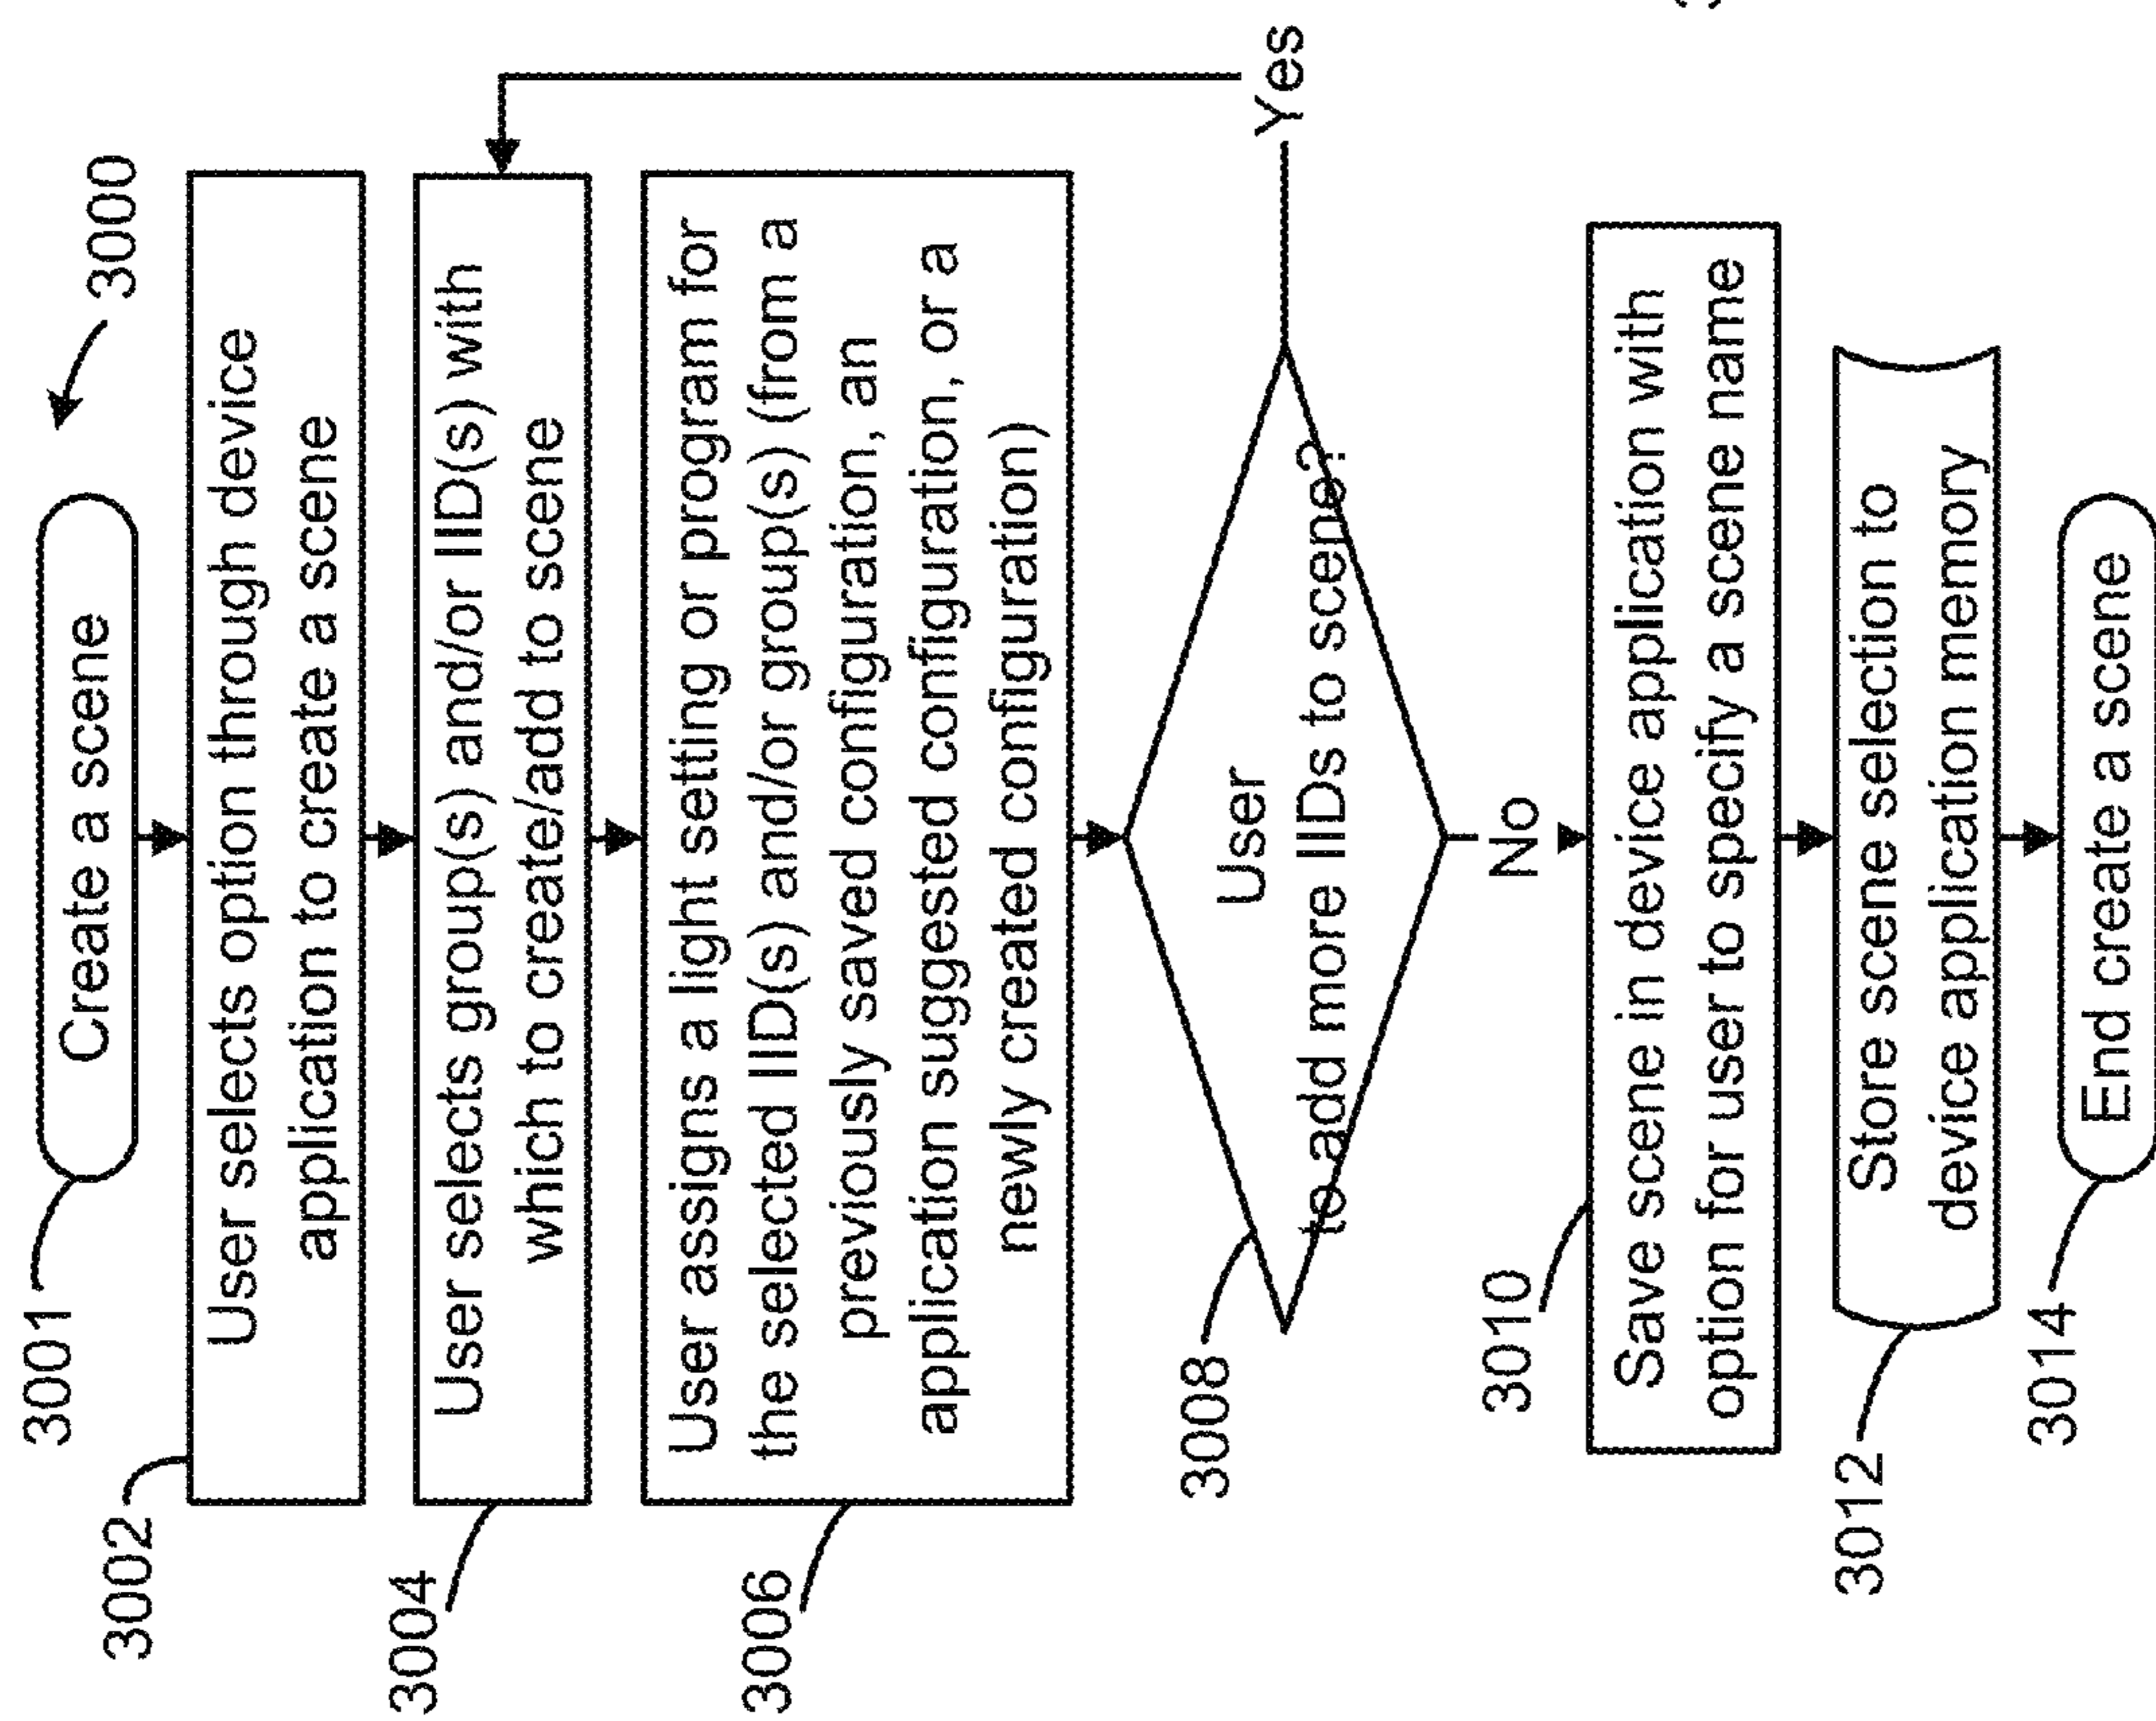 3000
3001
Create a scene
3002
User selects option through device
application to create a scene
3004
User selects group(s) and/or IID(s) with
which to create/add to scene
3006
User assigns a light setting or program for
the selected IID(s) and/or group(s) (from a
previously saved configuration, an
application suggested configuration, or a
newly created configuration)
3008
User
to add more IIDs to scene?
Yes
No
3010
Save scene in device application with
option for user to specify a scene name
3012
Store scene selection to
device application memory
3014
End create a scene